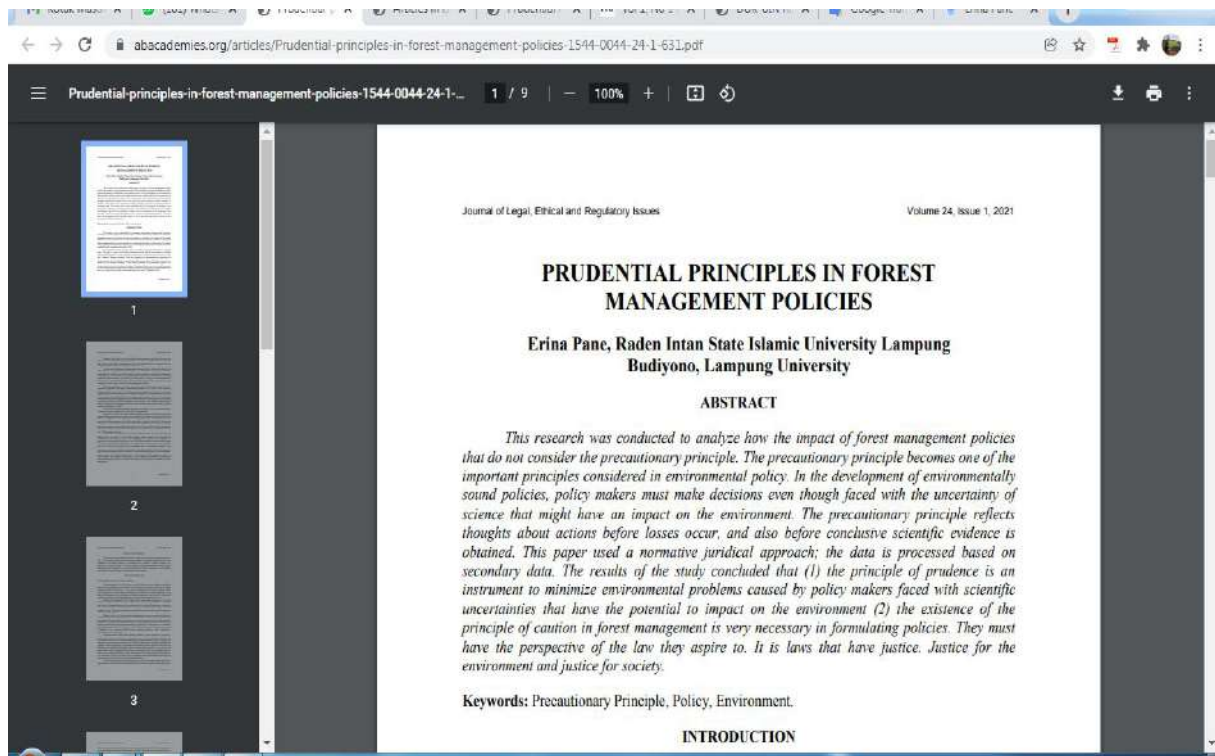 abacademies.org/articles/Prudential-principles-in-forest-management-policies-1544-0044-24-1-631.pdf
Prudential-principles-in-forest-management-policies-1544-0044-24-1-... 1 / 9 100%
Journal of Legal, Ethical and Regulatory Issues Volume 24, Issue 1, 2021
PRUDENTIAL PRINCIPLES IN FOREST
MANAGEMENT POLICIES
Erina Pane, Raden Intan State Islamic University Lampung
Budiyono, Lampung University
ABSTRACT
This research was conducted to analyze how the impact of forest management policies
that do not consider the precautionary principle. The precautionary principle becomes one of the
important principles considered in environmental policy. In the development of environmentally
sound policies, policy makers must make decisions even though faced with the uncertainty of
science that might have an impact on the environment. The precautionary principle reflects
thoughts about actions before losses occur, and also before conclusive scientific evidence is
obtained. This paper used a normative juridical approach; the data is processed based on
secondary data. The results of the study concluded that (1) the principle of prudence is an
instrument to minimize environmental problems caused by policy makers faced with scientific
uncertainties that have the potential to impact on the environment (2) the existence of the
principle of caution in forest management is very necessary in formulating policies. They must
have the perspective of the law they aspire to. It is laws that have justice. Justice for the
environment and justice for society.
Keywords: Precautionary Principle, Policy, Environment.
INTRODUCTION
1
2
3